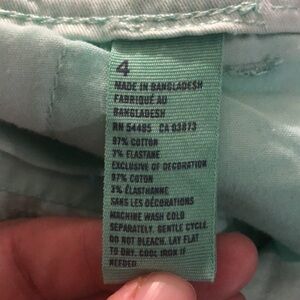 4
MADE IN BANGLADESH
FABRIQUÉ AU
BANGLADESH
RN 54485 CA 03873
97% COTTON
3% ELASTANE
EXCLUSIVE OF DECORATION
97% COTON
3% ÉLASTHANNE
SANS LES DÉCORATIONS
MACHINE WASH COLD
SEPARATELY. GENTLE CYCLE.
DO NOT BLEACH. LAY FLAT
TO DRY. COOL IRON IF
NEEDED